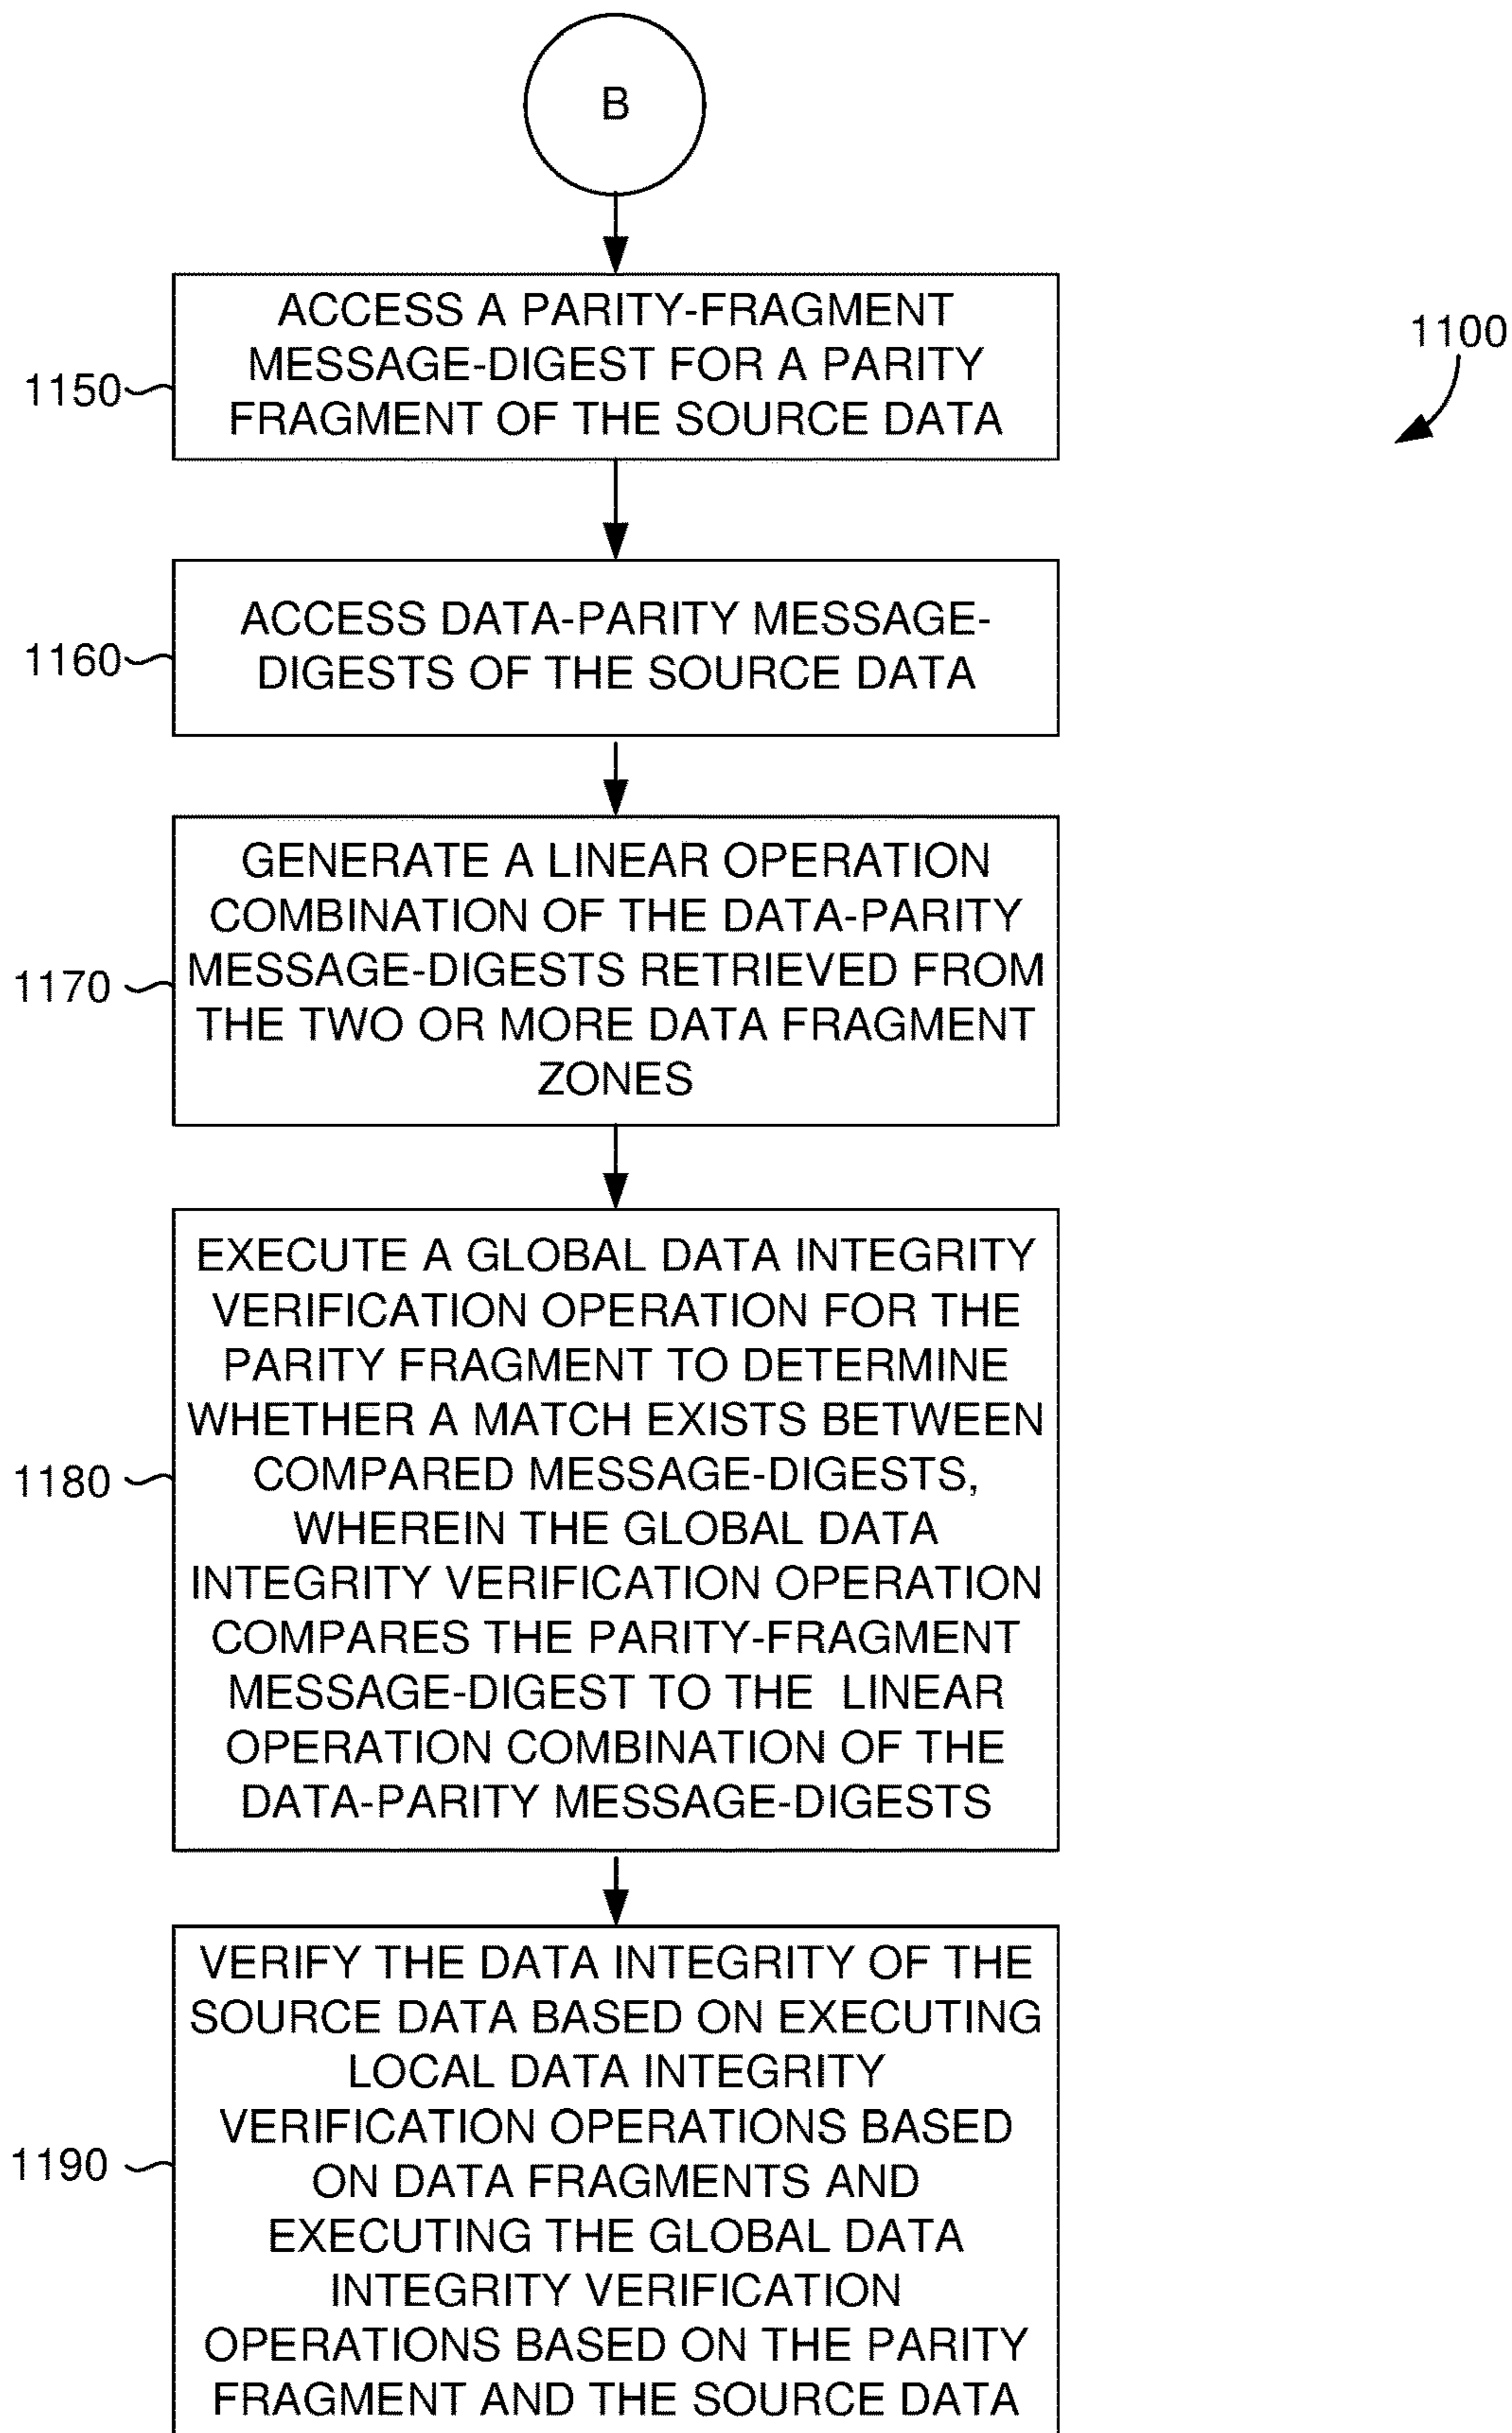 B
ACCESS A PARITY-FRAGMENT
MESSAGE-DIGEST FOR A PARITY
FRAGMENT OF THE SOURCE DATA
1150
1100
ACCESS DATA-PARITY MESSAGE-
DIGESTS OF THE SOURCE DATA
1160
GENERATE A LINEAR OPERATION
COMBINATION OF THE DATA-PARITY
MESSAGE-DIGESTS RETRIEVED FROM
THE TWO OR MORE DATA FRAGMENT
ZONES
1170
EXECUTE A GLOBAL DATA INTEGRITY
VERIFICATION OPERATION FOR THE
PARITY FRAGMENT TO DETERMINE
WHETHER A MATCH EXISTS BETWEEN
COMPARED MESSAGE-DIGESTS,
WHEREIN THE GLOBAL DATA
INTEGRITY VERIFICATION OPERATION
COMPARES THE PARITY-FRAGMENT
MESSAGE-DIGEST TO THE LINEAR
OPERATION COMBINATION OF THE
DATA-PARITY MESSAGE-DIGESTS
1180
VERIFY THE DATA INTEGRITY OF THE
SOURCE DATA BASED ON EXECUTING
LOCAL DATA INTEGRITY
VERIFICATION OPERATIONS BASED
ON DATA FRAGMENTS AND
EXECUTING THE GLOBAL DATA
INTEGRITY VERIFICATION
OPERATIONS BASED ON THE PARITY
FRAGMENT AND THE SOURCE DATA
1190